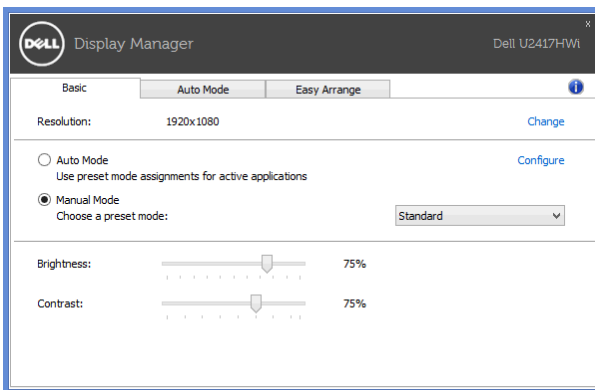 x
DELL Display Manager Dell U2417HWi
Basic Auto Mode Easy Arrange i
Resolution: 1920x1080 Change
Auto Mode Configure
Use preset mode assignments for active applications
Manual Mode
Choose a preset mode: Standard
Brightness: 75%
Contrast: 75%